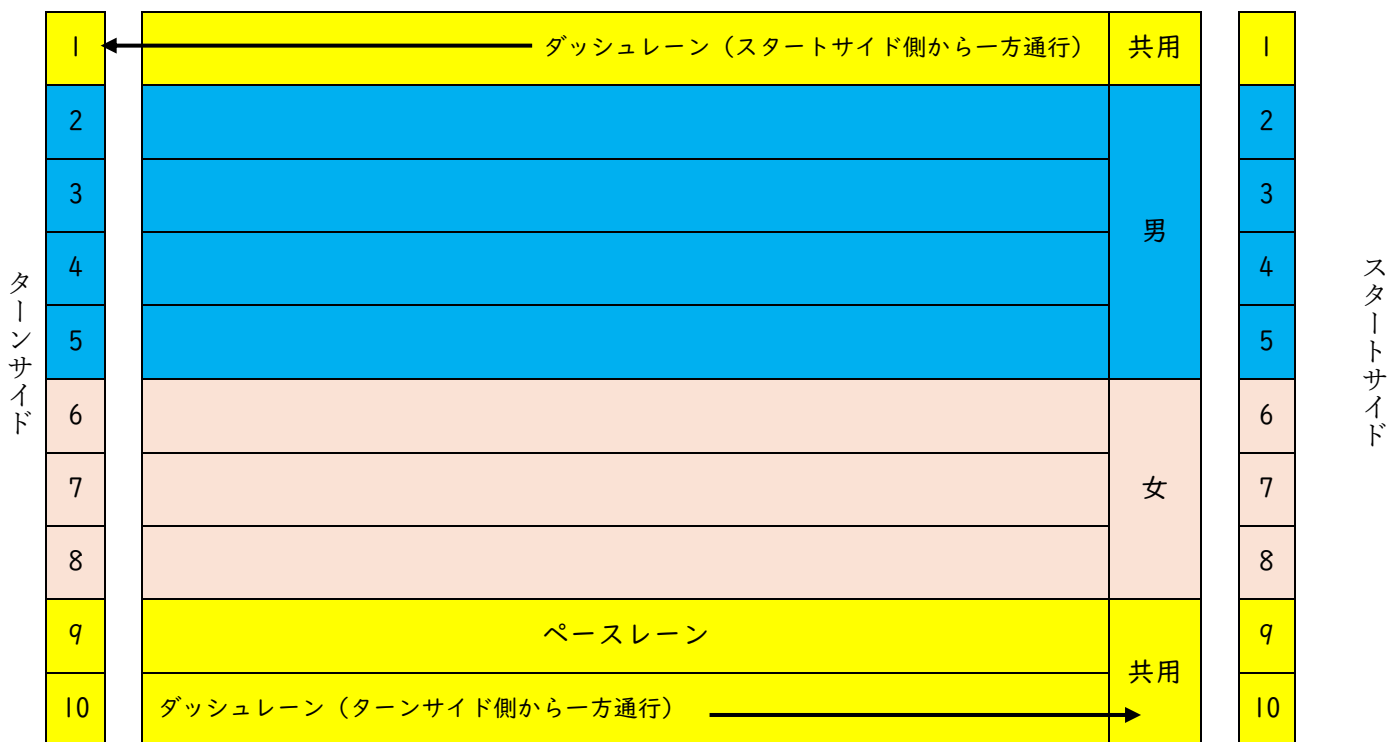 1 ダッシュレーン（スタートサイド側から一方通行） 共用 1
2 2
3 3
男
4 4
5 5
ターンサイド
スタートサイド
6 6
7 女 7
8 8
9 ペースレーン 9
共用
10 ダッシュレーン（ターンサイド側から一方通行） 10